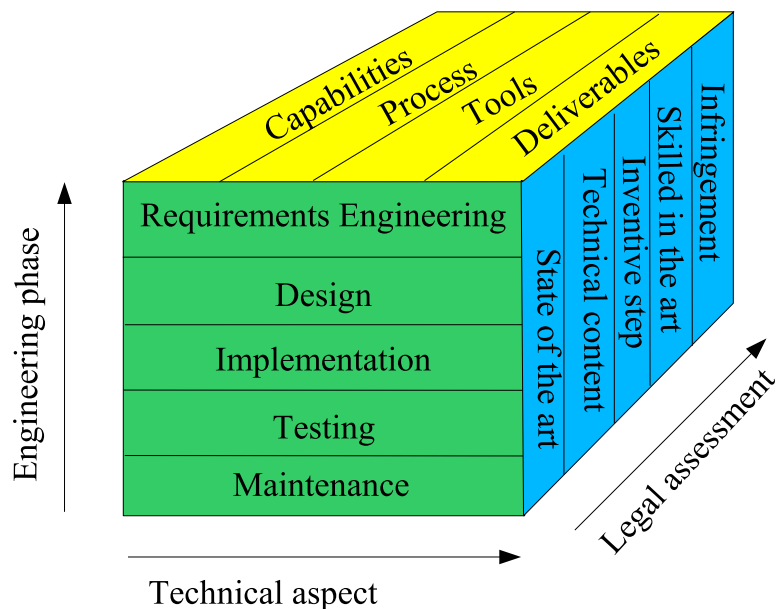 Capabilities
Process
Tools
Deliverables
Engineering phase
Requirements Engineering
Design
Implementation
Testing
Maintenance
State of the art
Technical content
Inventive step
Skilled in the art
Infringement
Legal assessment
Technical aspect